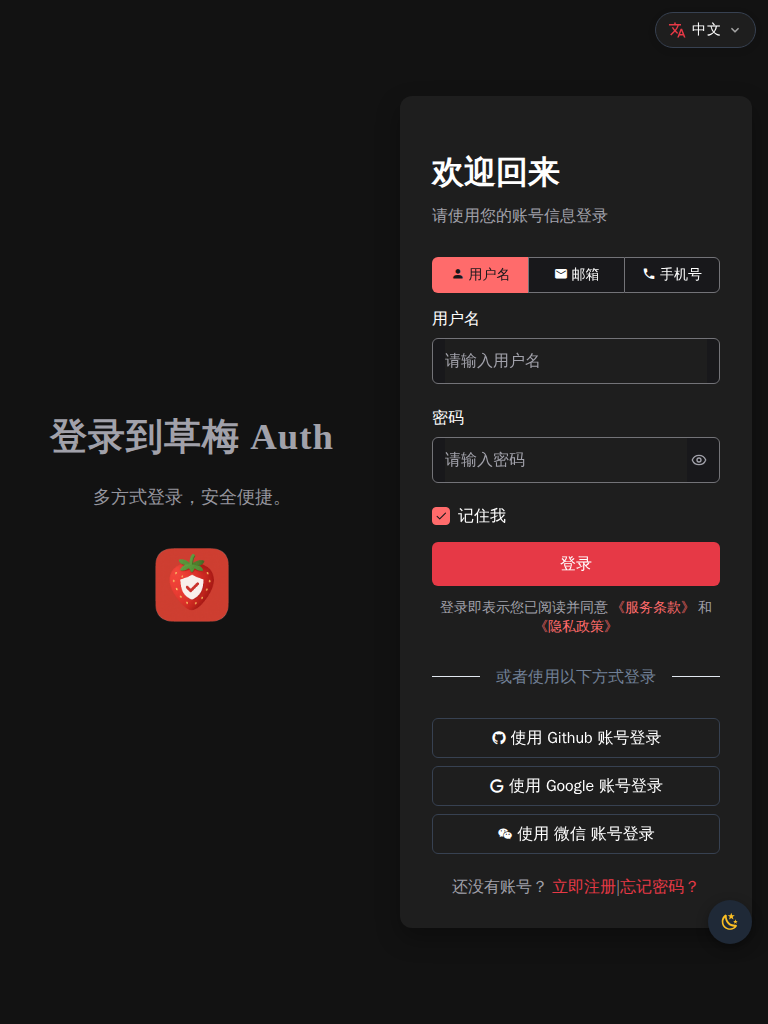 中文
登录到草梅 Auth
多方式登录，安全便捷。
欢迎回来
请使用您的账号信息登录
用户名
邮箱
手机号
用户名
请输入用户名
密码
请输入密码
记住我
登录
登录即表示您已阅读并同意 《服务条款》 和
《隐私政策》
或者使用以下方式登录
使用 Github 账号登录
使用 Google 账号登录
使用 微信 账号登录
还没有账号？ 立即注册|忘记密码？